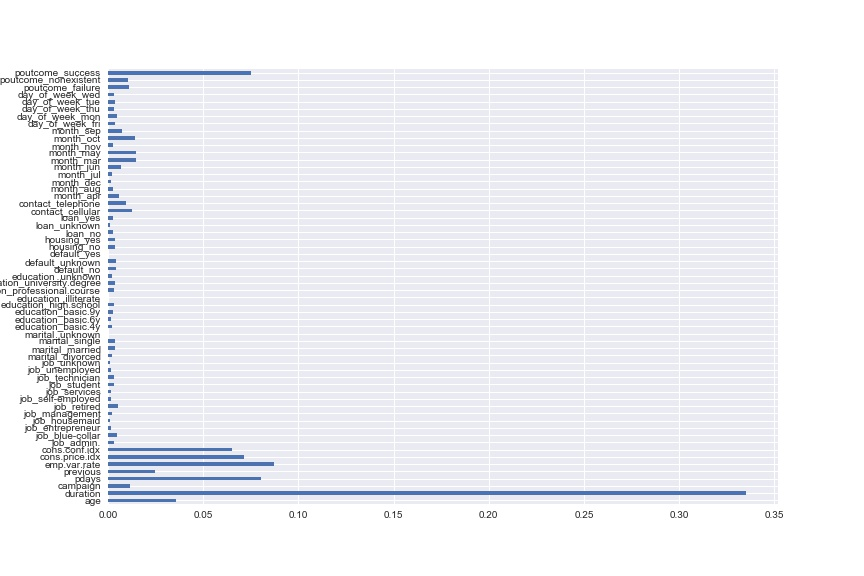 poutcome_success
poutcome_nonexistent
poutcome_failure
day_of_week_wed
day_of_week_tue
day_of_week_thu
day_of_week_mon
day_of_week_fri
month_sep
month_oct
month_nov
month_may
month_mar
month_jun
month_jul
month_dec
month_aug
month_apr
contact_telephone
contact_cellular
loan_yes
loan_unknown
loan_no
housing_yes
housing_no
default_yes
default_unknown
default_no
education_unknown
ation_university.degree
on_professional.course
education_illiterate
education_high.school
education_basic.9y
education_basic.6y
education_basic.4y
marital_unknown
marital_single
marital_married
marital_divorced
job_unknown
job_unemployed
job_technician
job_student
job_services
job_self-employed
job_retired
job_management
job_housemaid
job_entrepreneur
job_blue-collar
job_admin.
cons.conf.idx
cons.price.idx
emp.var.rate
previous
pdays
campaign
duration
age
0.00 0.05 0.10 0.15 0.20 0.25 0.30 0.35